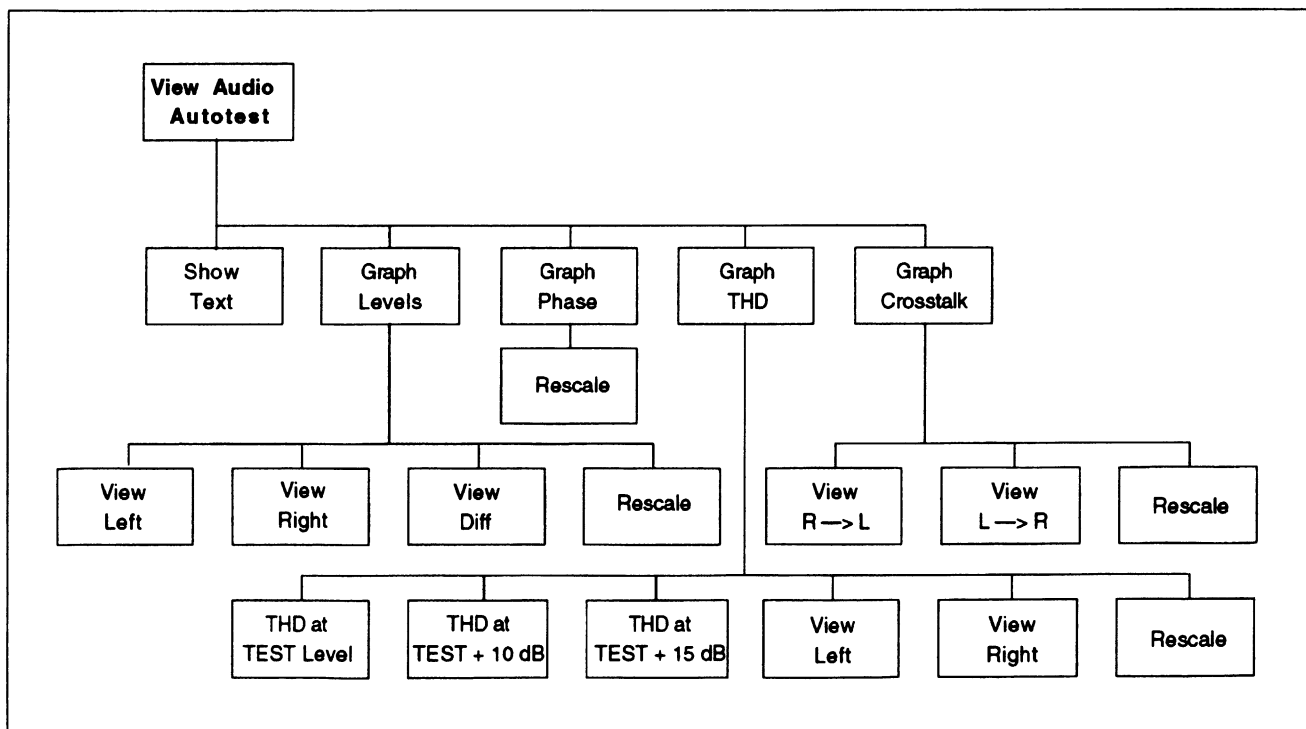 View Audio
Autotest
Show
Text
Graph
Levels
Graph
Phase
Graph
THD
Graph
Crosstalk
Rescale
View
Left
View
Right
View
Diff
Rescale
View
R —> L
View
L —> R
Rescale
THD at
TEST Level
THD at
TEST + 10 dB
THD at
TEST + 15 dB
View
Left
View
Right
Rescale